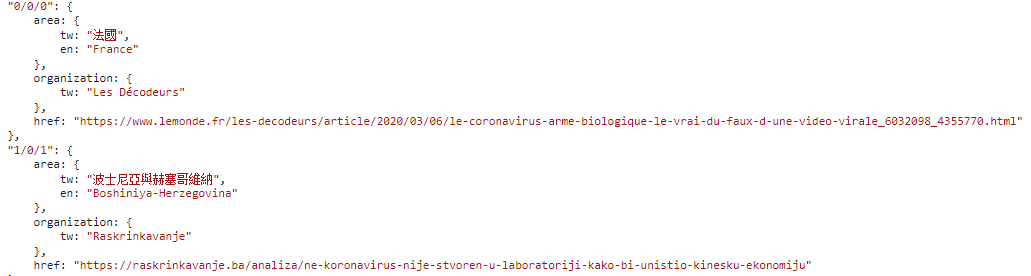 "0/0/0": {
area: {
tw: "法國",
en: "France"
},
organization: {
tw: "Les Décodeurs"
},
href: "https://www.lemonde.fr/les-decodeurs/article/2020/03/06/le-coronavirus-arme-biologique-le-vrai-du-faux-d-une-video-virale_6032098_4355770.html"
},
"1/0/1": {
area: {
tw: "波士尼亞與赫塞哥維納",
en: "Boshiniya-Herzegovina"
},
organization: {
tw: "Raskrinkavanje"
},
href: "https://raskrinkavanje.ba/analiza/ne-koronavirus-nije-stvoren-u-laboratoriji-kako-bi-unistio-kinesku-ekonomiju"